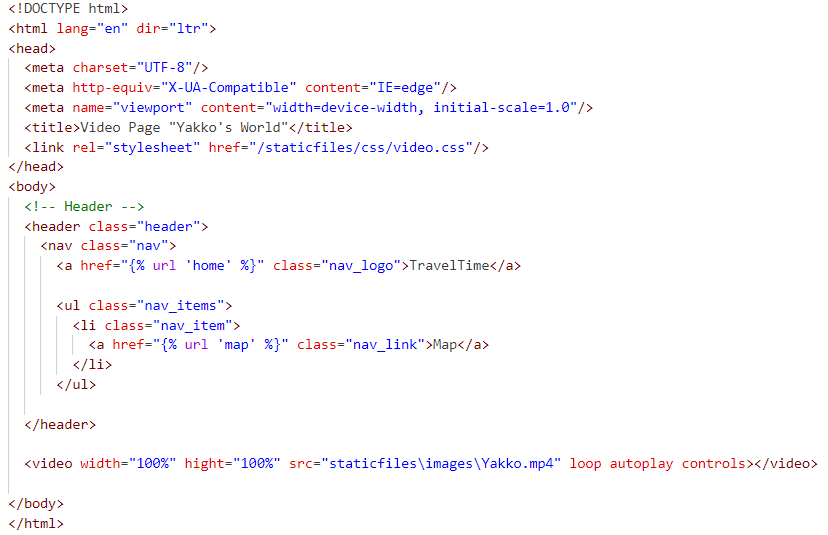 <!DOCTYPE html>
<html lang="en" dir="ltr">
<head>
<meta charset="UTF-8"/>
<meta http-equiv="X-UA-Compatible" content="IE=edge"/>
<meta name="viewport" content="width=device-width, initial-scale=1.0"/>
<title>Video Page "Yakko's World"</title>
<link rel="stylesheet" href="/staticfiles/css/video.css"/>
</head>
<body>
<!-- Header -->
<header class="header">
<nav class="nav">
<a href="{% url 'home' %}" class="nav_logo">TravelTime</a>
<ul class="nav_items">
<li class="nav_item">
<a href="{% url 'map' %}" class="nav_link">Map</a>
</li>
</ul>
</header>
<video width="100%" hight="100%" src="staticfiles\images\Yakko.mp4" loop autoplay controls></video>
</body>
</html>